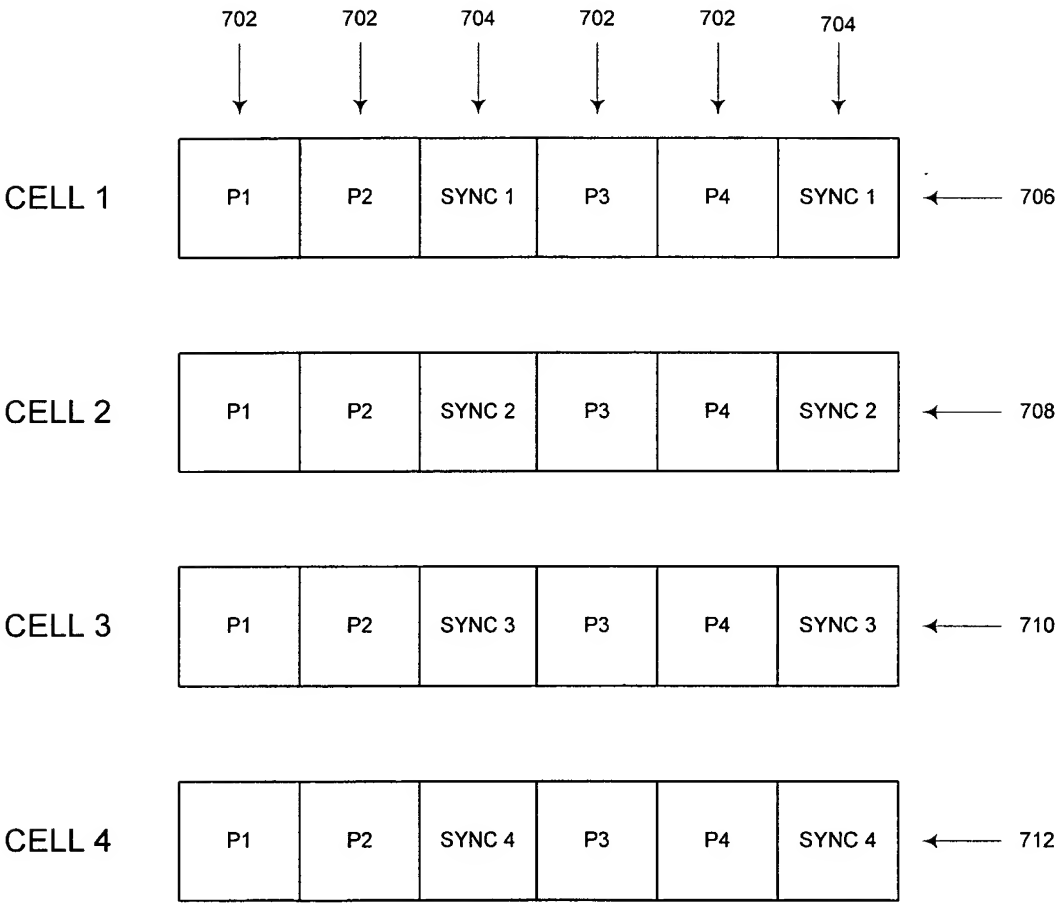 702 702 704 702 702 704
CELL 1 P1 P2 SYNC 1 P3 P4 SYNC 1 706
CELL 2 P1 P2 SYNC 2 P3 P4 SYNC 2 708
CELL 3 P1 P2 SYNC 3 P3 P4 SYNC 3 710
CELL 4 P1 P2 SYNC 4 P3 P4 SYNC 4 712